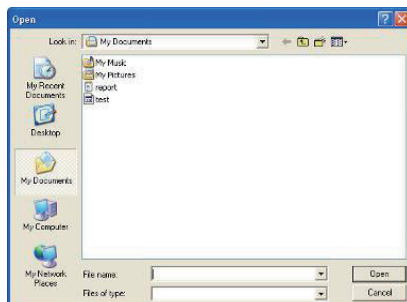 Open
Look in: My Documents
My Recent
Documents
Desktop
My Documents
My Computer
My Network
Places
My Music
My Pictures
report
test
File name:
Open
Files of type:
Cancel